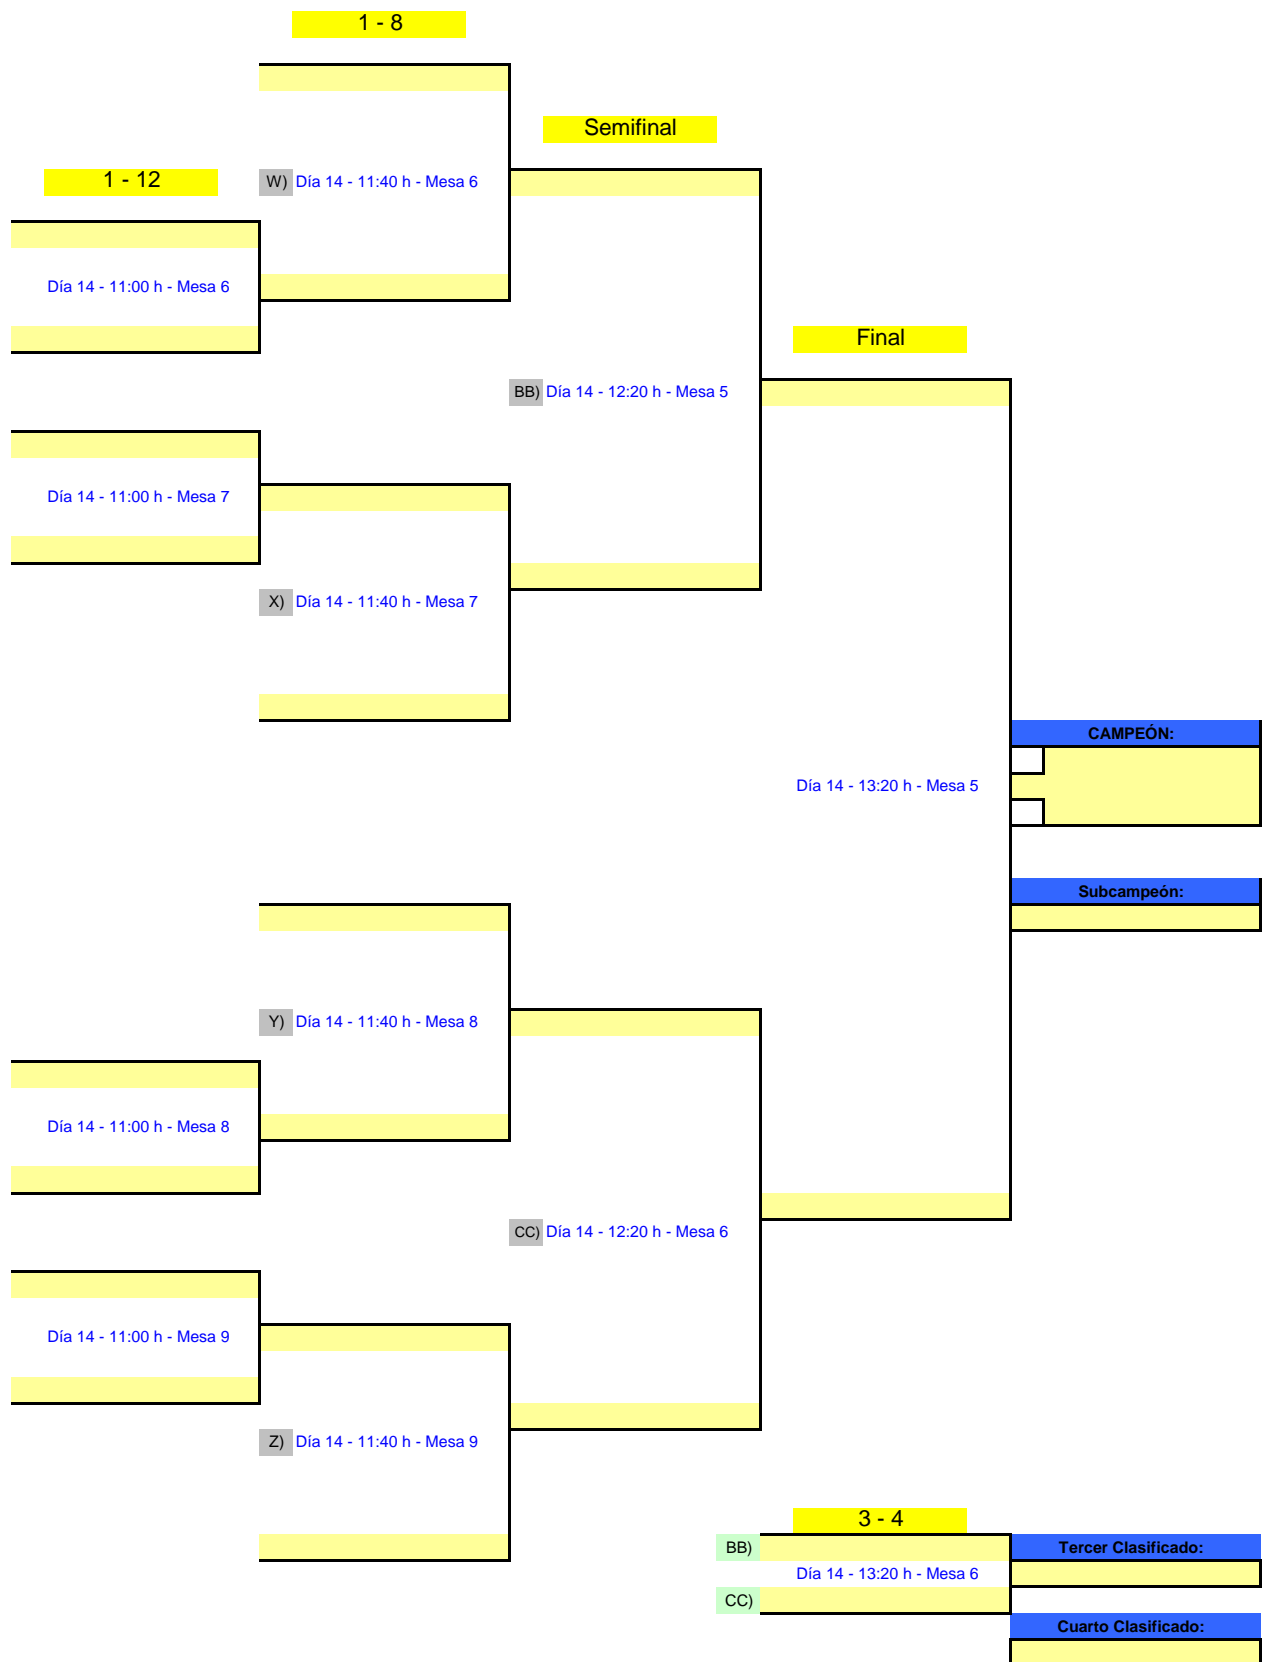 1 - 8
Semifinal
1 - 12
W) Día 14 - 11:40 h - Mesa 6
Día 14 - 11:00 h - Mesa 6
Final
BB) Día 14 - 12:20 h - Mesa 5
Día 14 - 11:00 h - Mesa 7
X) Día 14 - 11:40 h - Mesa 7
CAMPEÓN:
Día 14 - 13:20 h - Mesa 5
Subcampeón:
Y) Día 14 - 11:40 h - Mesa 8
Día 14 - 11:00 h - Mesa 8
CC) Día 14 - 12:20 h - Mesa 6
Día 14 - 11:00 h - Mesa 9
Z) Día 14 - 11:40 h - Mesa 9
3 - 4
BB)
Tercer Clasificado:
Día 14 - 13:20 h - Mesa 6
CC)
Cuarto Clasificado: